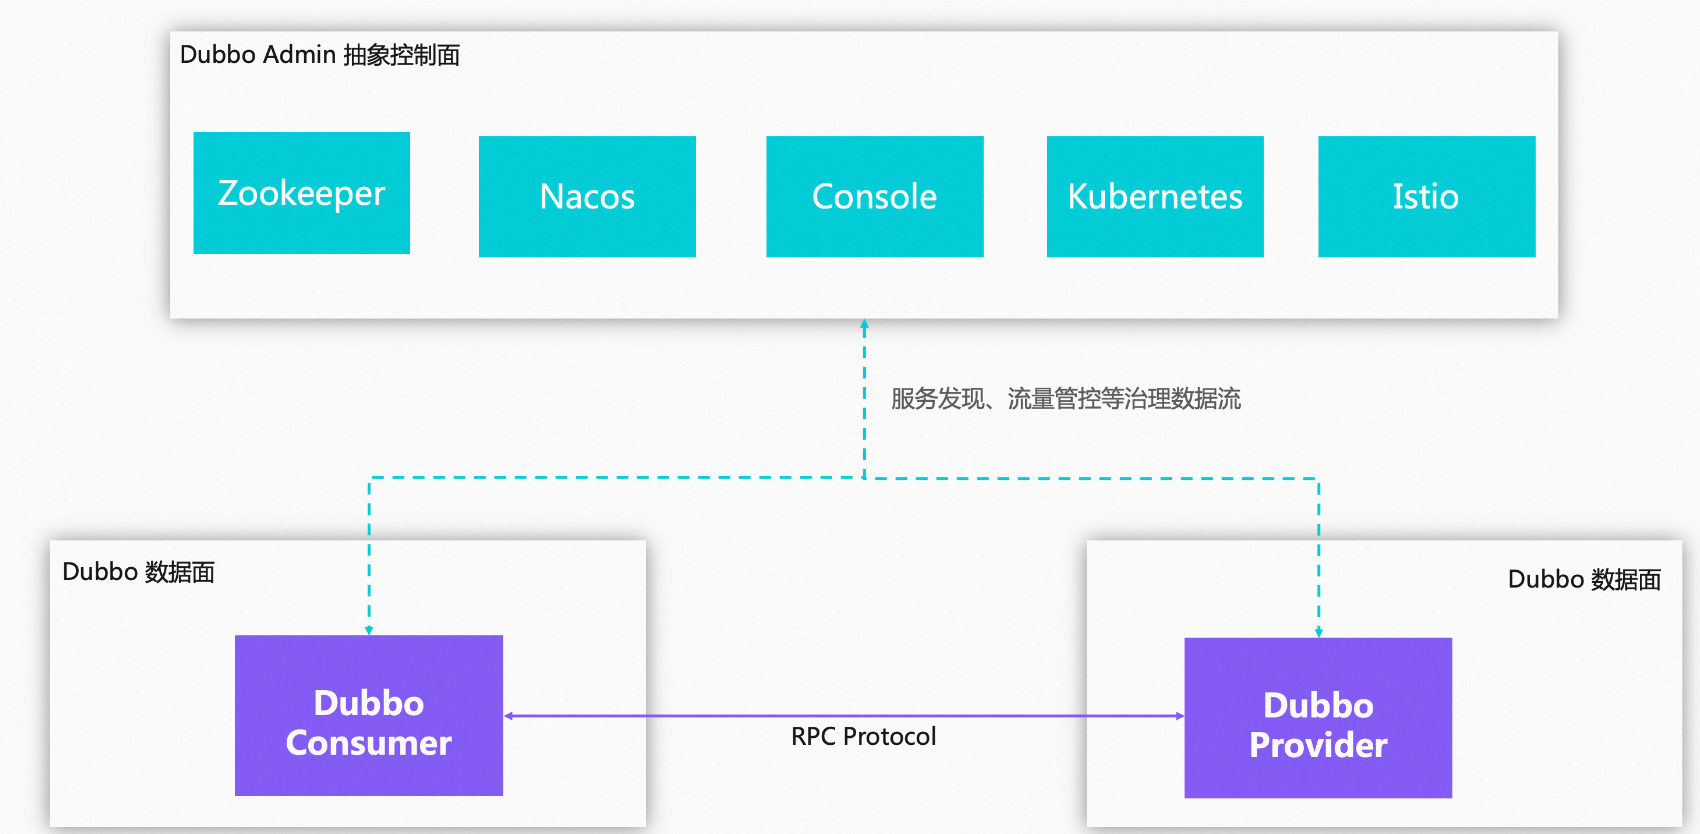 Dubbo Admin 抽象控制面
Zookeeper
Nacos
Console
Kubernetes
Istio
服务发现、流量管控等治理数据流
Dubbo 数据面
Dubbo 数据面
Dubbo
Consumer
RPC Protocol
Dubbo
Provider